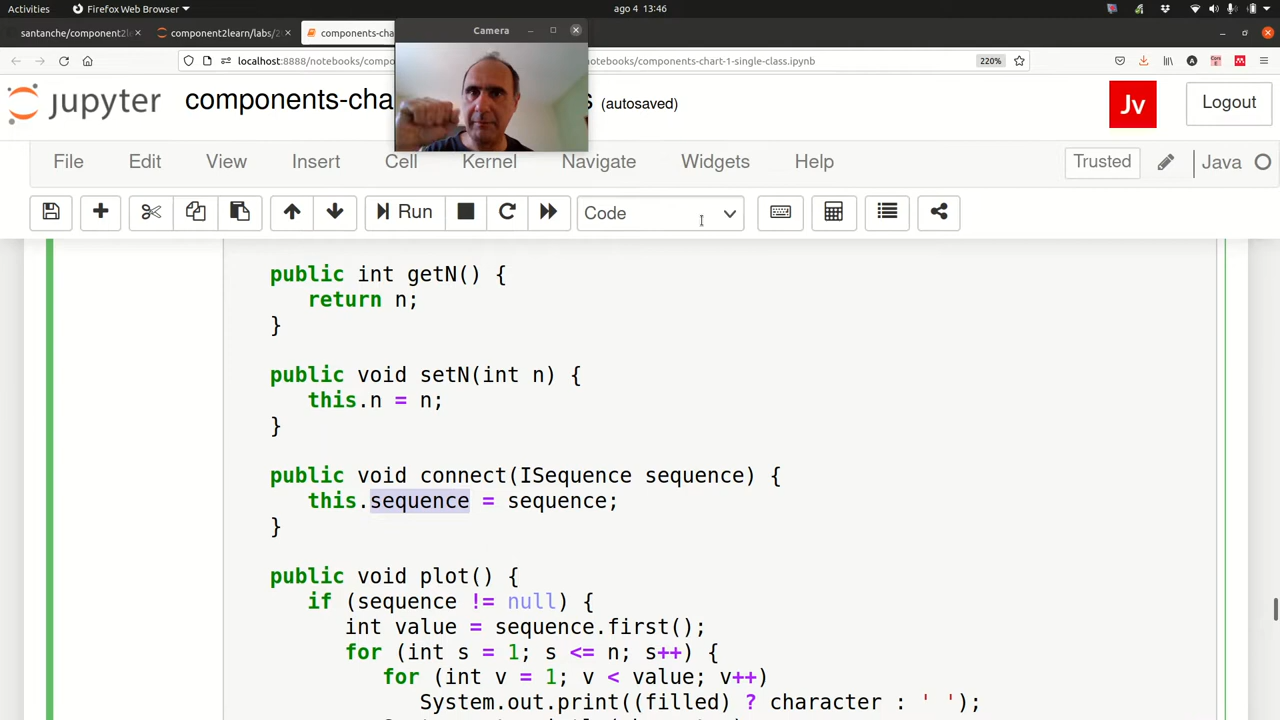 Activities
Firefox Web Browser
ago 4 13:46
santanche/component2le
component2learn/labs/2
components-cha
Camera
localhost:8888/notebooks/compo
notebooks/components-chart-1-single-class.ipynb
220%
jupyter
components-cha
s
(autosaved)
Jv
Logout
File
Edit
View
Insert
Cell
Kernel
Navigate
Widgets
Help
Trusted
Java
Run
Code
public int getN() {
return n;
}
public void setN(int n) {
this.n = n;
}
public void connect(ISequence sequence) {
this.sequence = sequence;
}
public void plot() {
if (sequence != null) {
int value = sequence.first();
for (int s = 1; s <= n; s++) {
for (int v = 1; v < value; v++)
System.out.print((filled) ? character : ' ');